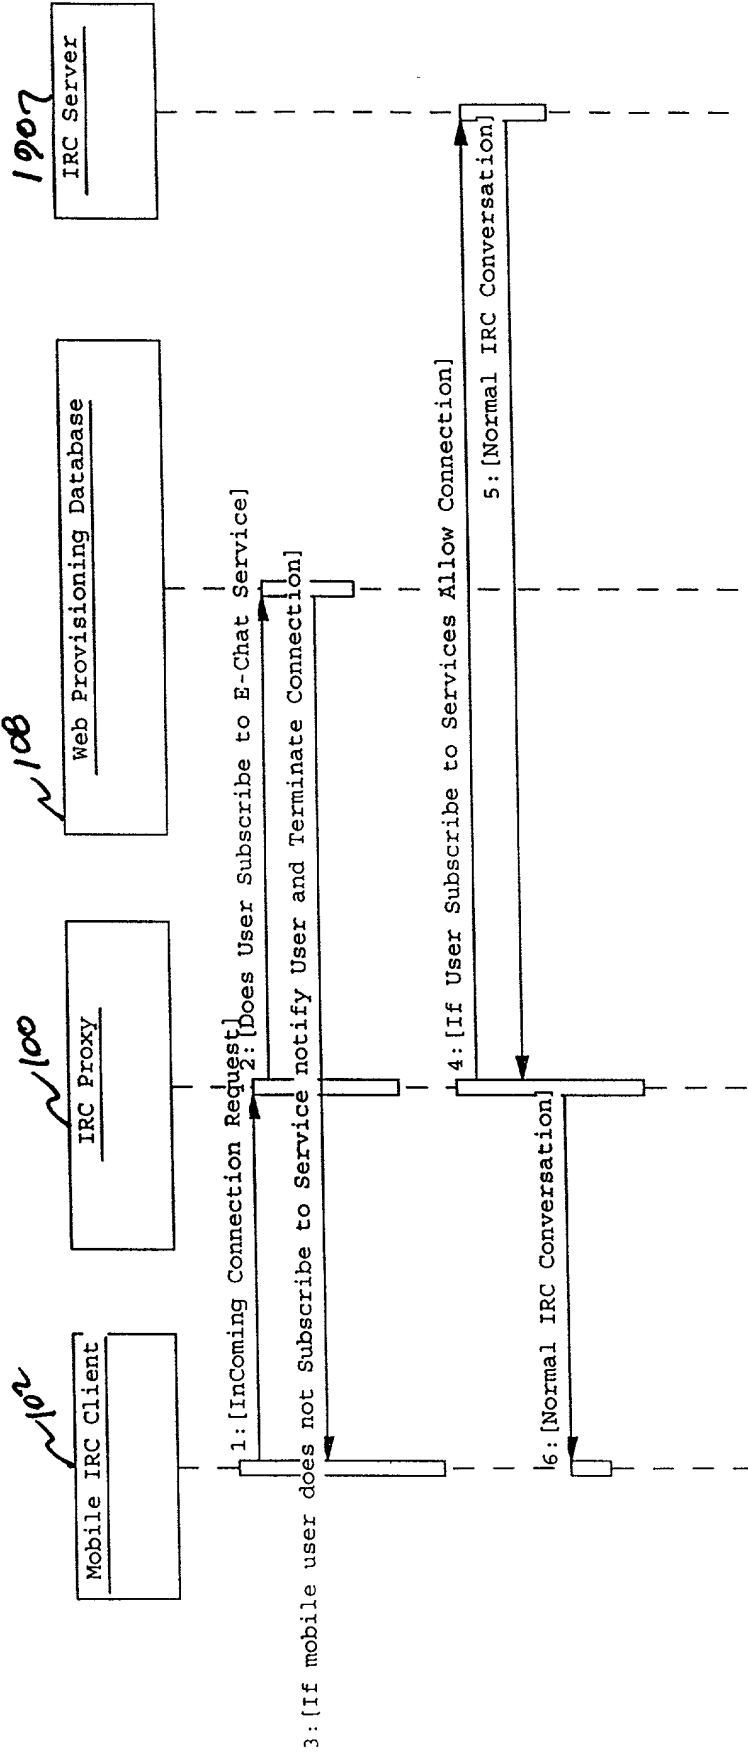 102
Mobile IRC Client
100
IRC Proxy
108
Web Provisioning Database
1907
IRC Server
1:[InComing Connection Request]
2:[Does User Subscribe to E-Chat Service]
3:[If mobile user does not Subscribe to Service notify User and Terminate Connection]
4:[If User Subscribe to Services Allow Connection]
5:[Normal IRC Conversation]
6:[Normal IRC Conversation]